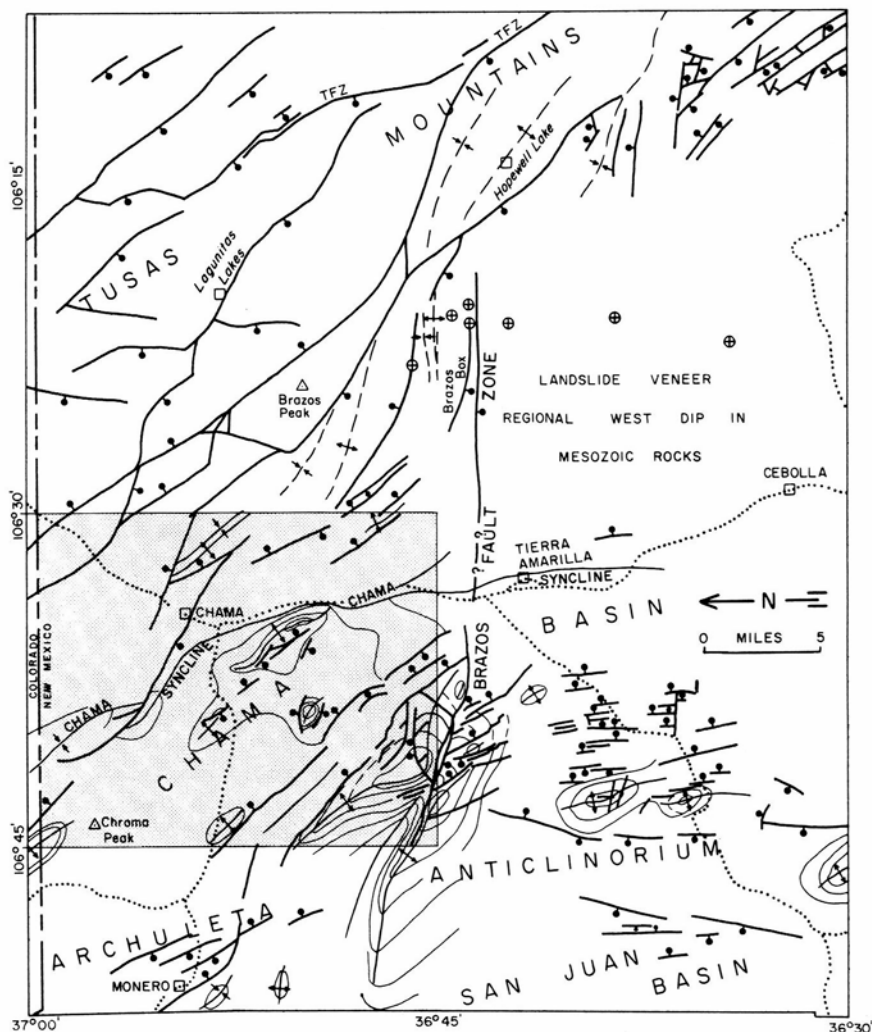 TFZ
TFZ
MOUNTAINS
Hopewell Lake
106°15'
TUSAS
Lagunitas
Lakes
Brazos
Peak
Brazos
Box
ZONE
FAULT
LANDSLIDE VENEER
REGIONAL WEST DIP IN
MESOZOIC ROCKS
CEBOLLA
106°30'
?
?
TIERRA
AMARILLA
SYNCLINE
CHAMA
CHAMA
BASIN
N
0 MILES 5
COLORADO
NEW MEXICO
SYNCLINE
CHAMA
CHAMA
BRAZOS
Chroma
Peak
106°45'
ANTICLINORIUM
ARCHULETA
MONERO
SAN JUAN
BASIN
37°00'
36°45'
36°30'